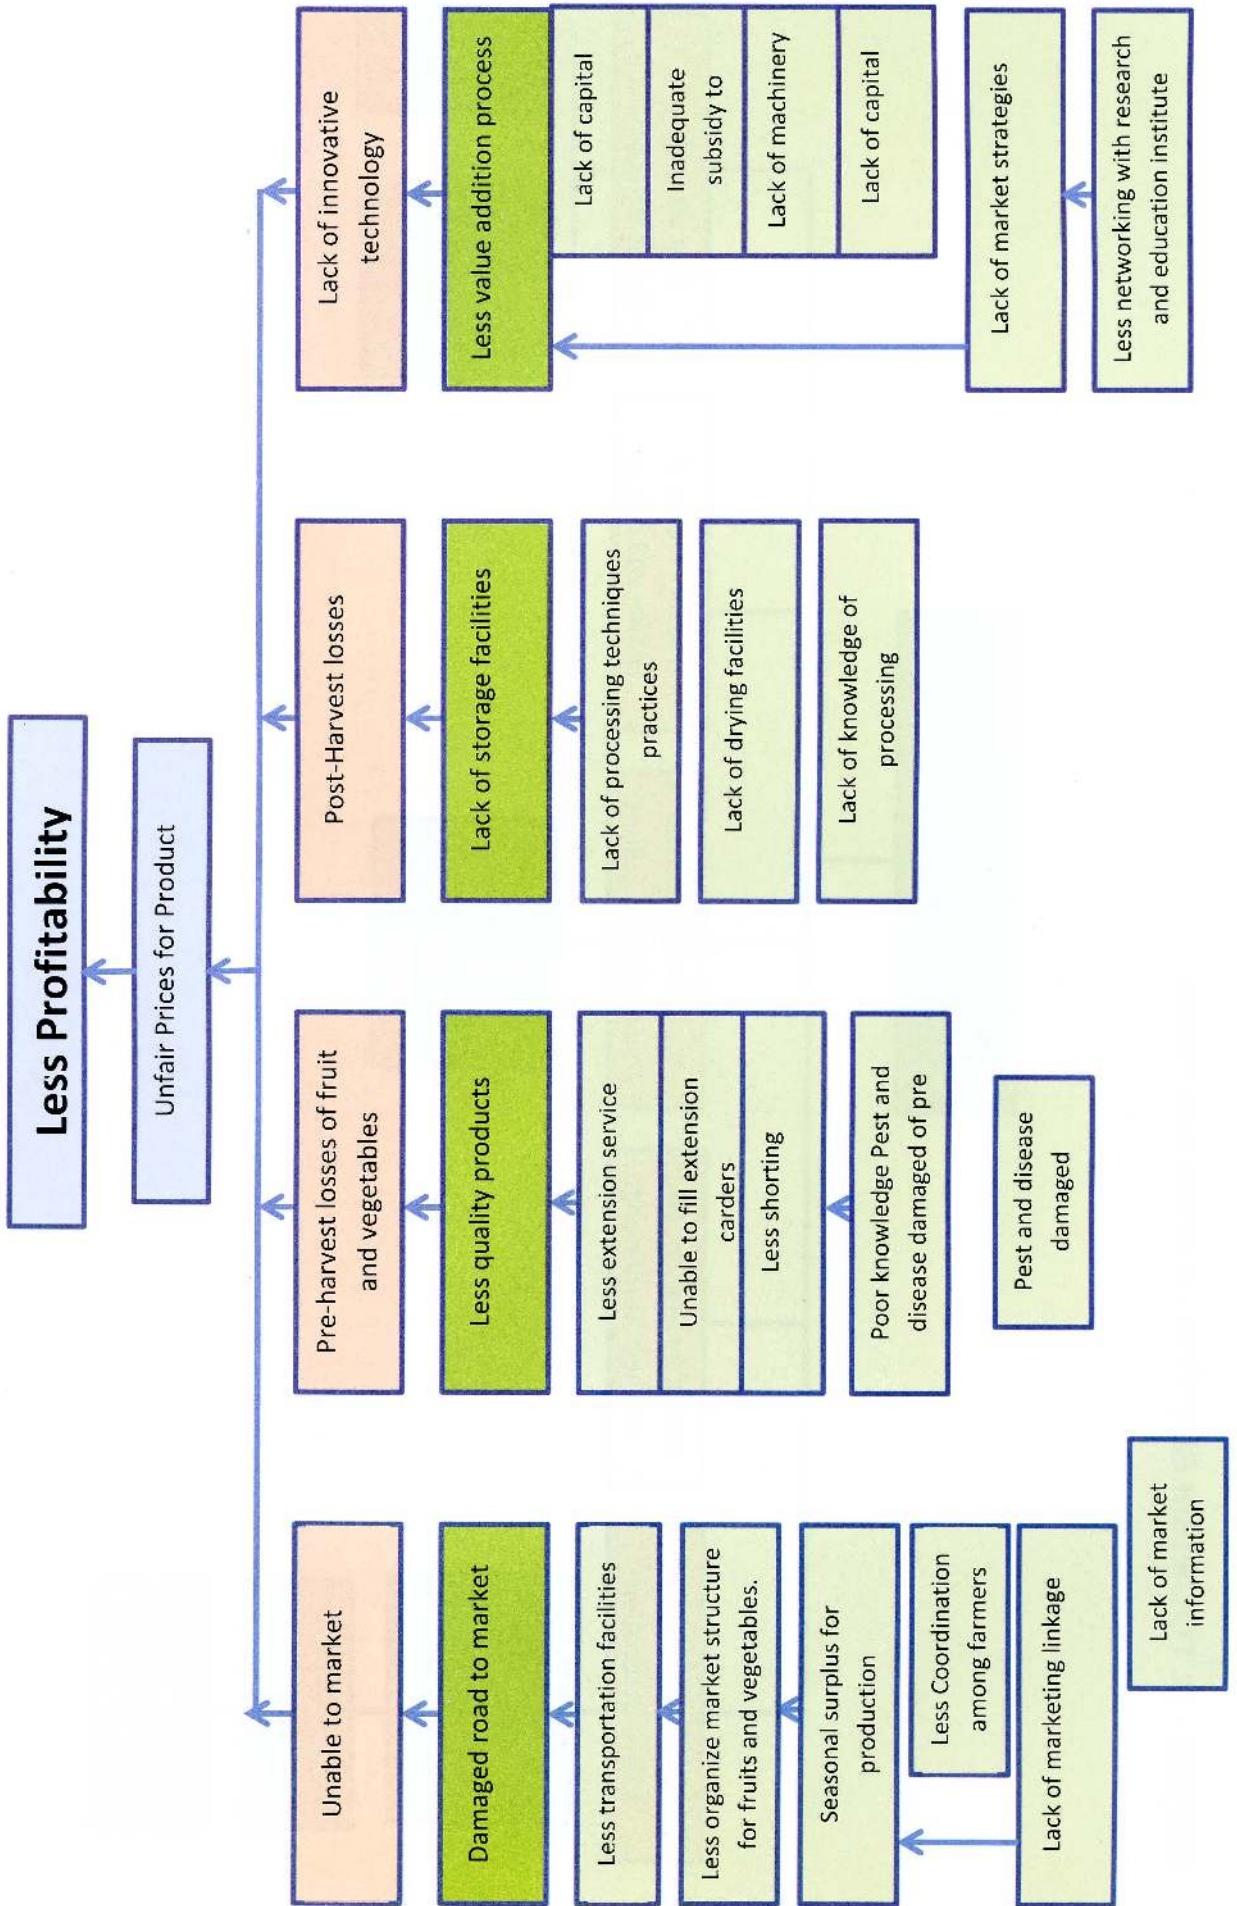 Less Profitability
Unfair Prices for Product
Unable to market
Damaged road to market
Less transportation facilities
Less organize market structure
for fruits and vegetables.
Seasonal surplus for
production
Less Coordination
among farmers
Lack of marketing linkage
Lack of market
information
Pre-harvest losses of fruit
and vegetables
Less quality products
Less extension service
Unable to fill extension
carders
Less shorting
Poor knowledge Pest and
disease damaged of pre
Pest and disease
damaged
Post-Harvest losses
Lack of storage facilities
Lack of processing techniques
practices
Lack of drying facilities
Lack of knowledge of
processing
Lack of innovative
technology
Less value addition process
Lack of capital
Inadequate
subsidy to
Lack of machinery
Lack of capital
Lack of market strategies
Less networking with research
and education institute